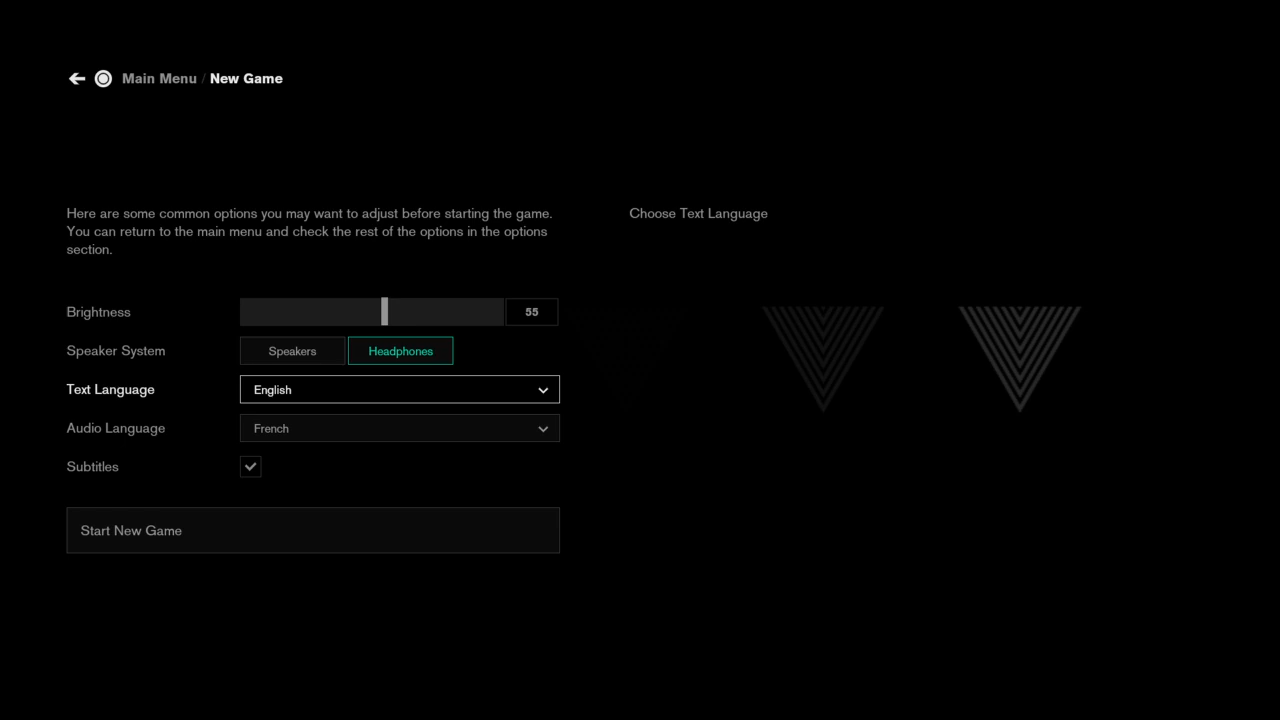 Main Menu / New Game
Here are some common options you may want to adjust before starting the game.
You can return to the main menu and check the rest of the options in the options
section.
Choose Text Language
Brightness 55
Speaker System Speakers Headphones
Text Language English
Audio Language French
Subtitles
Start New Game